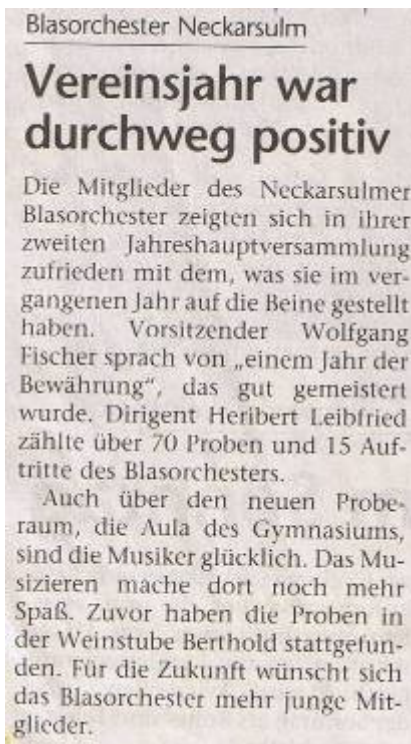 Blasorchester Neckarsulm
Vereinsjahr war
durchweg positiv
Die Mitglieder des Neckarsulmer
Blasorchester zeigten sich in ihrer
zweiten Jahreshauptversammlung
zufrieden mit dem, was sie im ver-
gangenen Jahr auf die Beine gestellt
haben. Vorsitzender Wolfgang
Fischer sprach von „einem Jahr der
Bewährung“, das gut gemeistert
wurde. Dirigent Heribert Leibfried
zählte über 70 Proben und 15 Auf-
tritte des Blasorchesters.
Auch über den neuen Probe-
raum, die Aula des Gymnasiums,
sind die Musiker glücklich. Das Mu-
sizieren mache dort noch mehr
Spaß. Zuvor haben die Proben in
der Weinstube Berthold stattgefun-
den. Für die Zukunft wünscht sich
das Blasorchester mehr junge Mit-
glieder.